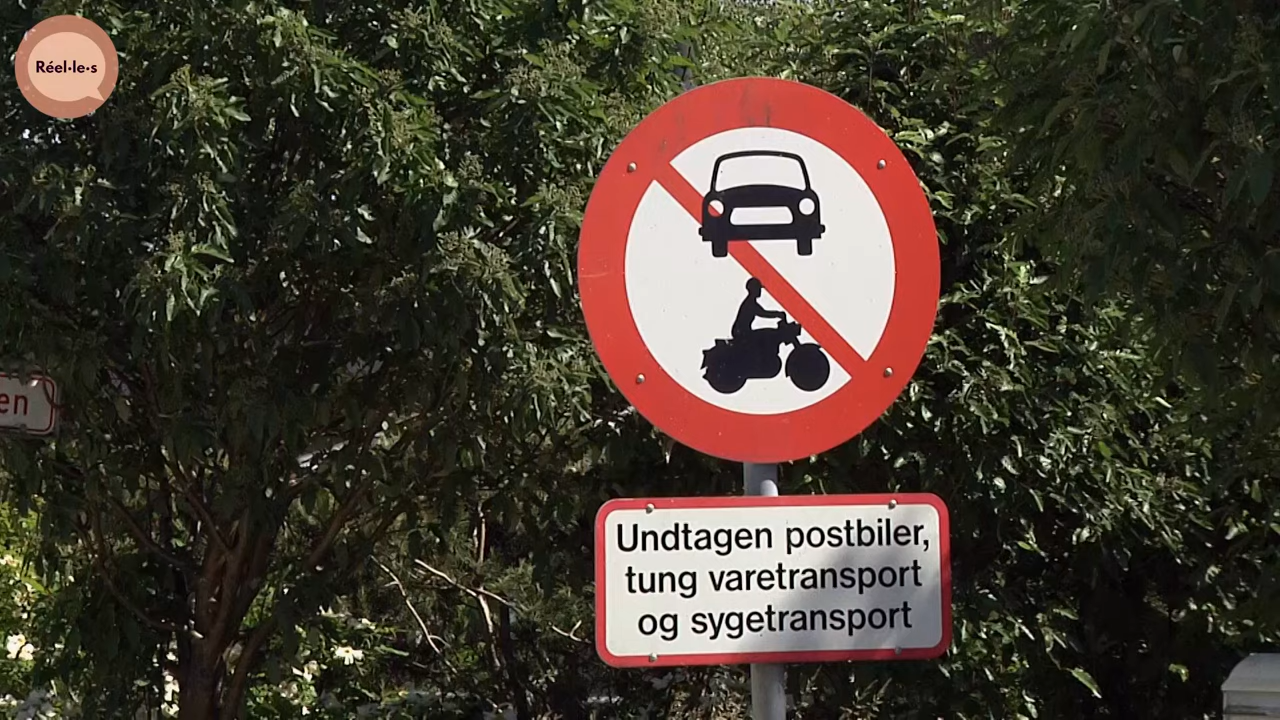 Réel·le·s
en
Undtagen postbiler,
tung varetransport
og sygetransport